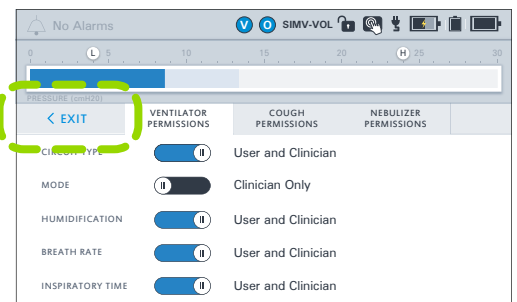 No Alarms V O SIMV-VOL
0 L 5 10 15 20 H 25 30
PRESSURE (cmH20)
< EXIT VENTILATOR PERMISSIONS COUGH PERMISSIONS NEBULIZER PERMISSIONS
CIRCUIT TYPE User and Clinician
MODE Clinician Only
HUMIDIFICATION User and Clinician
BREATH RATE User and Clinician
INSPIRATORY TIME User and Clinician